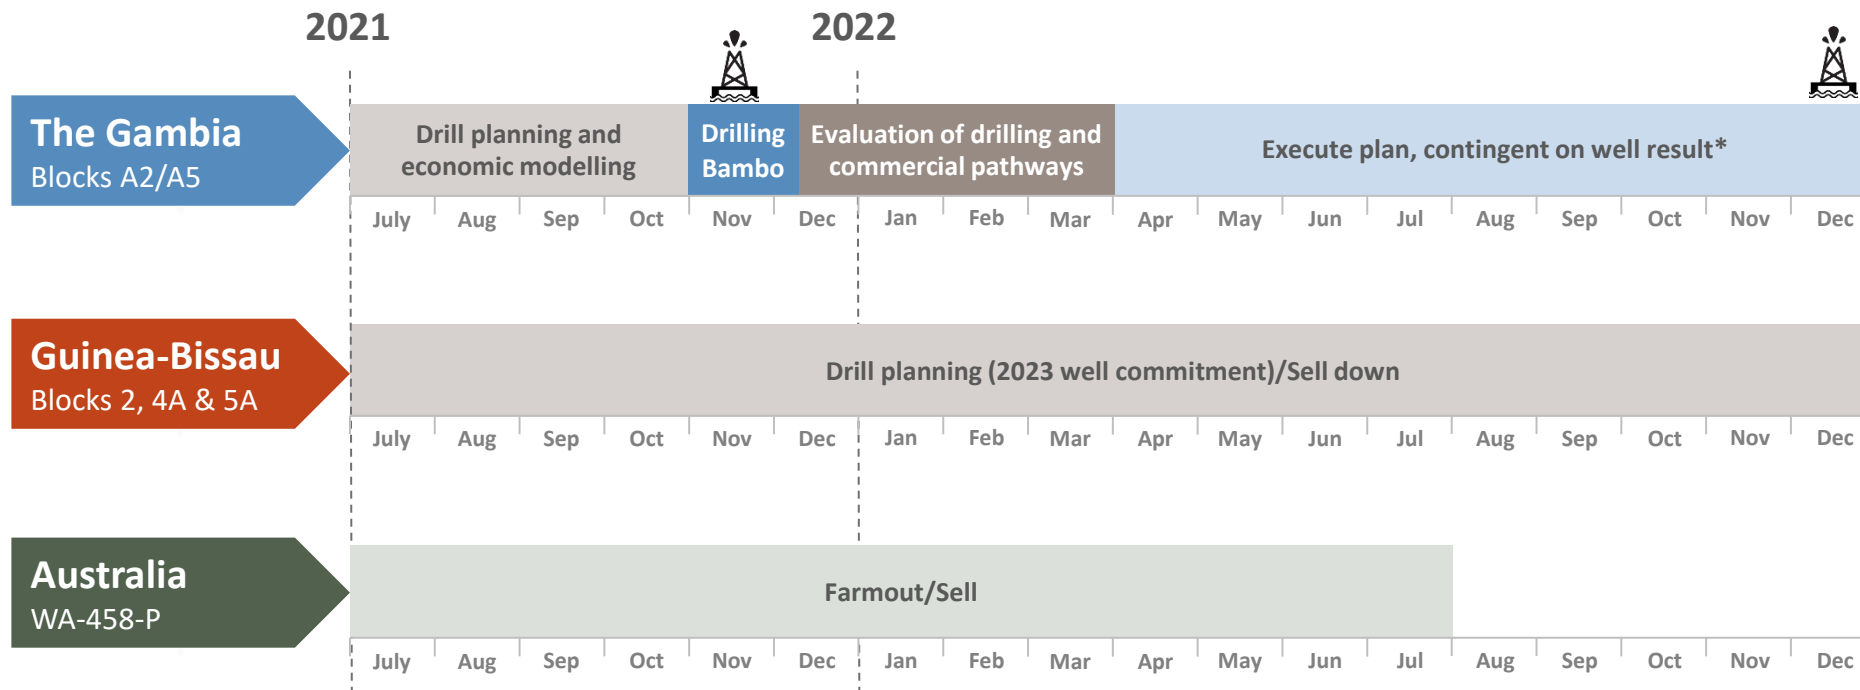 2021
2022
The Gambia
Blocks A2/A5
Drill planning and
economic modelling
Drilling
Bambo
Evaluation of drilling and
commercial pathways
Execute plan, contingent on well result*
July Aug Sep Oct Nov Dec Jan Feb Mar Apr May Jun Jul Aug Sep Oct Nov Dec
Guinea-Bissau
Blocks 2, 4A & 5A
Drill planning (2023 well commitment)/Sell down
July Aug Sep Oct Nov Dec Jan Feb Mar Apr May Jun Jul Aug Sep Oct Nov Dec
Australia
WA-458-P
Farmout/Sell
July Aug Sep Oct Nov Dec Jan Feb Mar Apr May Jun Jul Aug Sep Oct Nov Dec